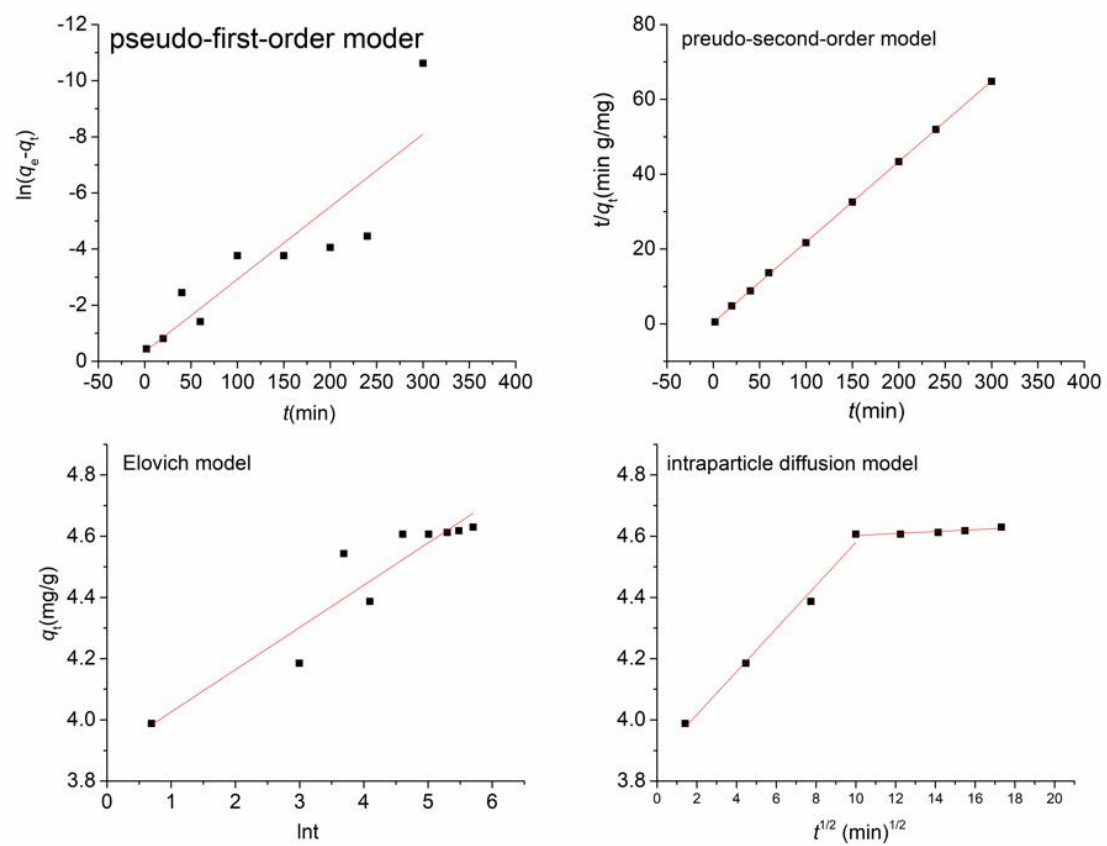 pseudo-first-order moder
ln(qe-qt)
-12
-10
-8
-6
-4
-2
0
-50 0 50 100 150 200 250 300 350 400
t(min)
preudo-second-order model
t/qt(min g/mg)
80
60
40
20
0
-50 0 50 100 150 200 250 300 350 400
t(min)
Elovich model
qt(mg/g)
4.8
4.6
4.4
4.2
4.0
3.8
0 1 2 3 4 5 6
lnt
intraparticle diffusion model
4.8
4.6
4.4
4.2
4.0
3.8
0 2 4 6 8 10 12 14 16 18 20
t1/2 (min)1/2